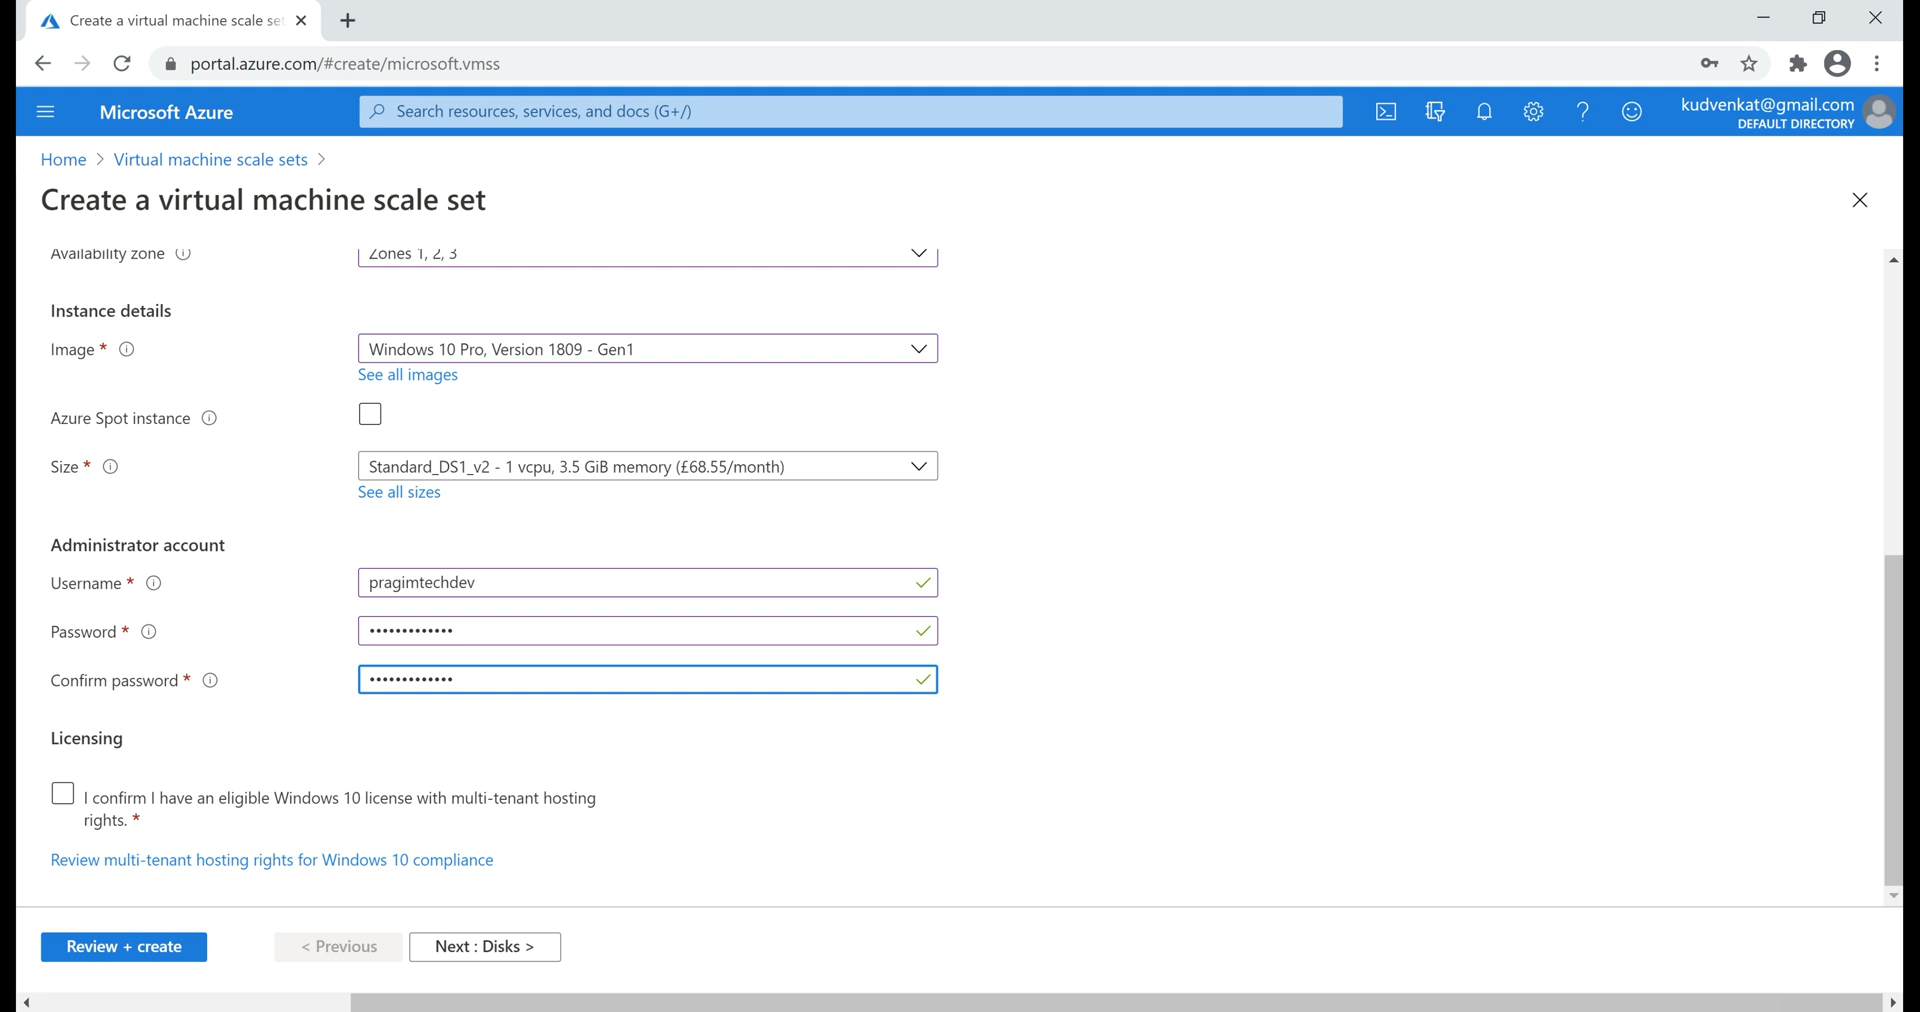 Create a virtual machine scale set
portal.azure.com/#create/microsoft.vmss
Microsoft Azure
Search resources, services, and docs (G+/)
kudvenkat@gmail.com
DEFAULT DIRECTORY
Home > Virtual machine scale sets >
Create a virtual machine scale set
Availability zone
Zones 1, 2, 3
Instance details
Image *
Windows 10 Pro, Version 1809 - Gen1
See all images
Azure Spot instance
Size *
Standard_DS1_v2 - 1 vcpu, 3.5 GiB memory (£68.55/month)
See all sizes
Administrator account
Username *
pragimtechdev
Password *
•••••••••••••
Confirm password *
•••••••••••••
Licensing
I confirm I have an eligible Windows 10 license with multi-tenant hosting
rights. *
Review multi-tenant hosting rights for Windows 10 compliance
Review + create
< Previous
Next : Disks >